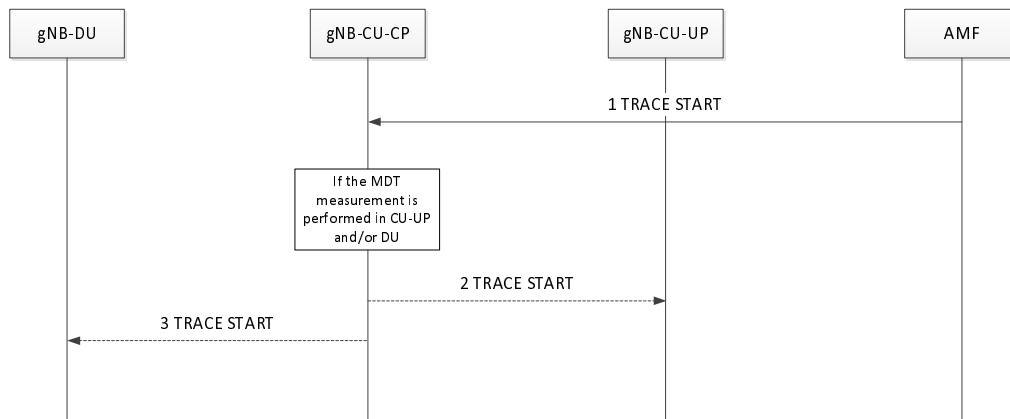 gNB-DU
gNB-CU-CP
gNB-CU-UP
AMF
1 TRACE START
If the MDT
measurement is
performed in CU-UP
and/or DU
2 TRACE START
3 TRACE START